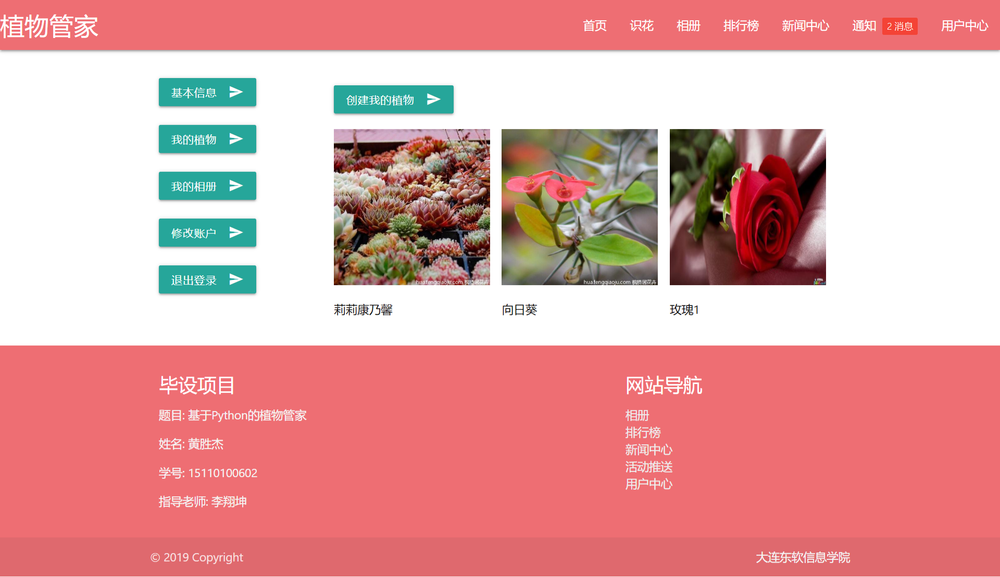 植物管家
首页 识花 相册 排行榜 新闻中心 通知 2 消息 用户中心
基本信息
我的植物
我的相册
修改账户
退出登录
创建我的植物
hua.fengqiaoju.com 枫桥居花卉
hua.fengqiaoju.com 枫桥居花卉
莉莉康乃馨
向日葵
玫瑰1
毕设项目
题目: 基于Python的植物管家
姓名: 黄胜杰
学号: 15110100602
指导老师: 李翔坤
网站导航
相册
排行榜
新闻中心
活动推送
用户中心
© 2019 Copyright
大连东软信息学院